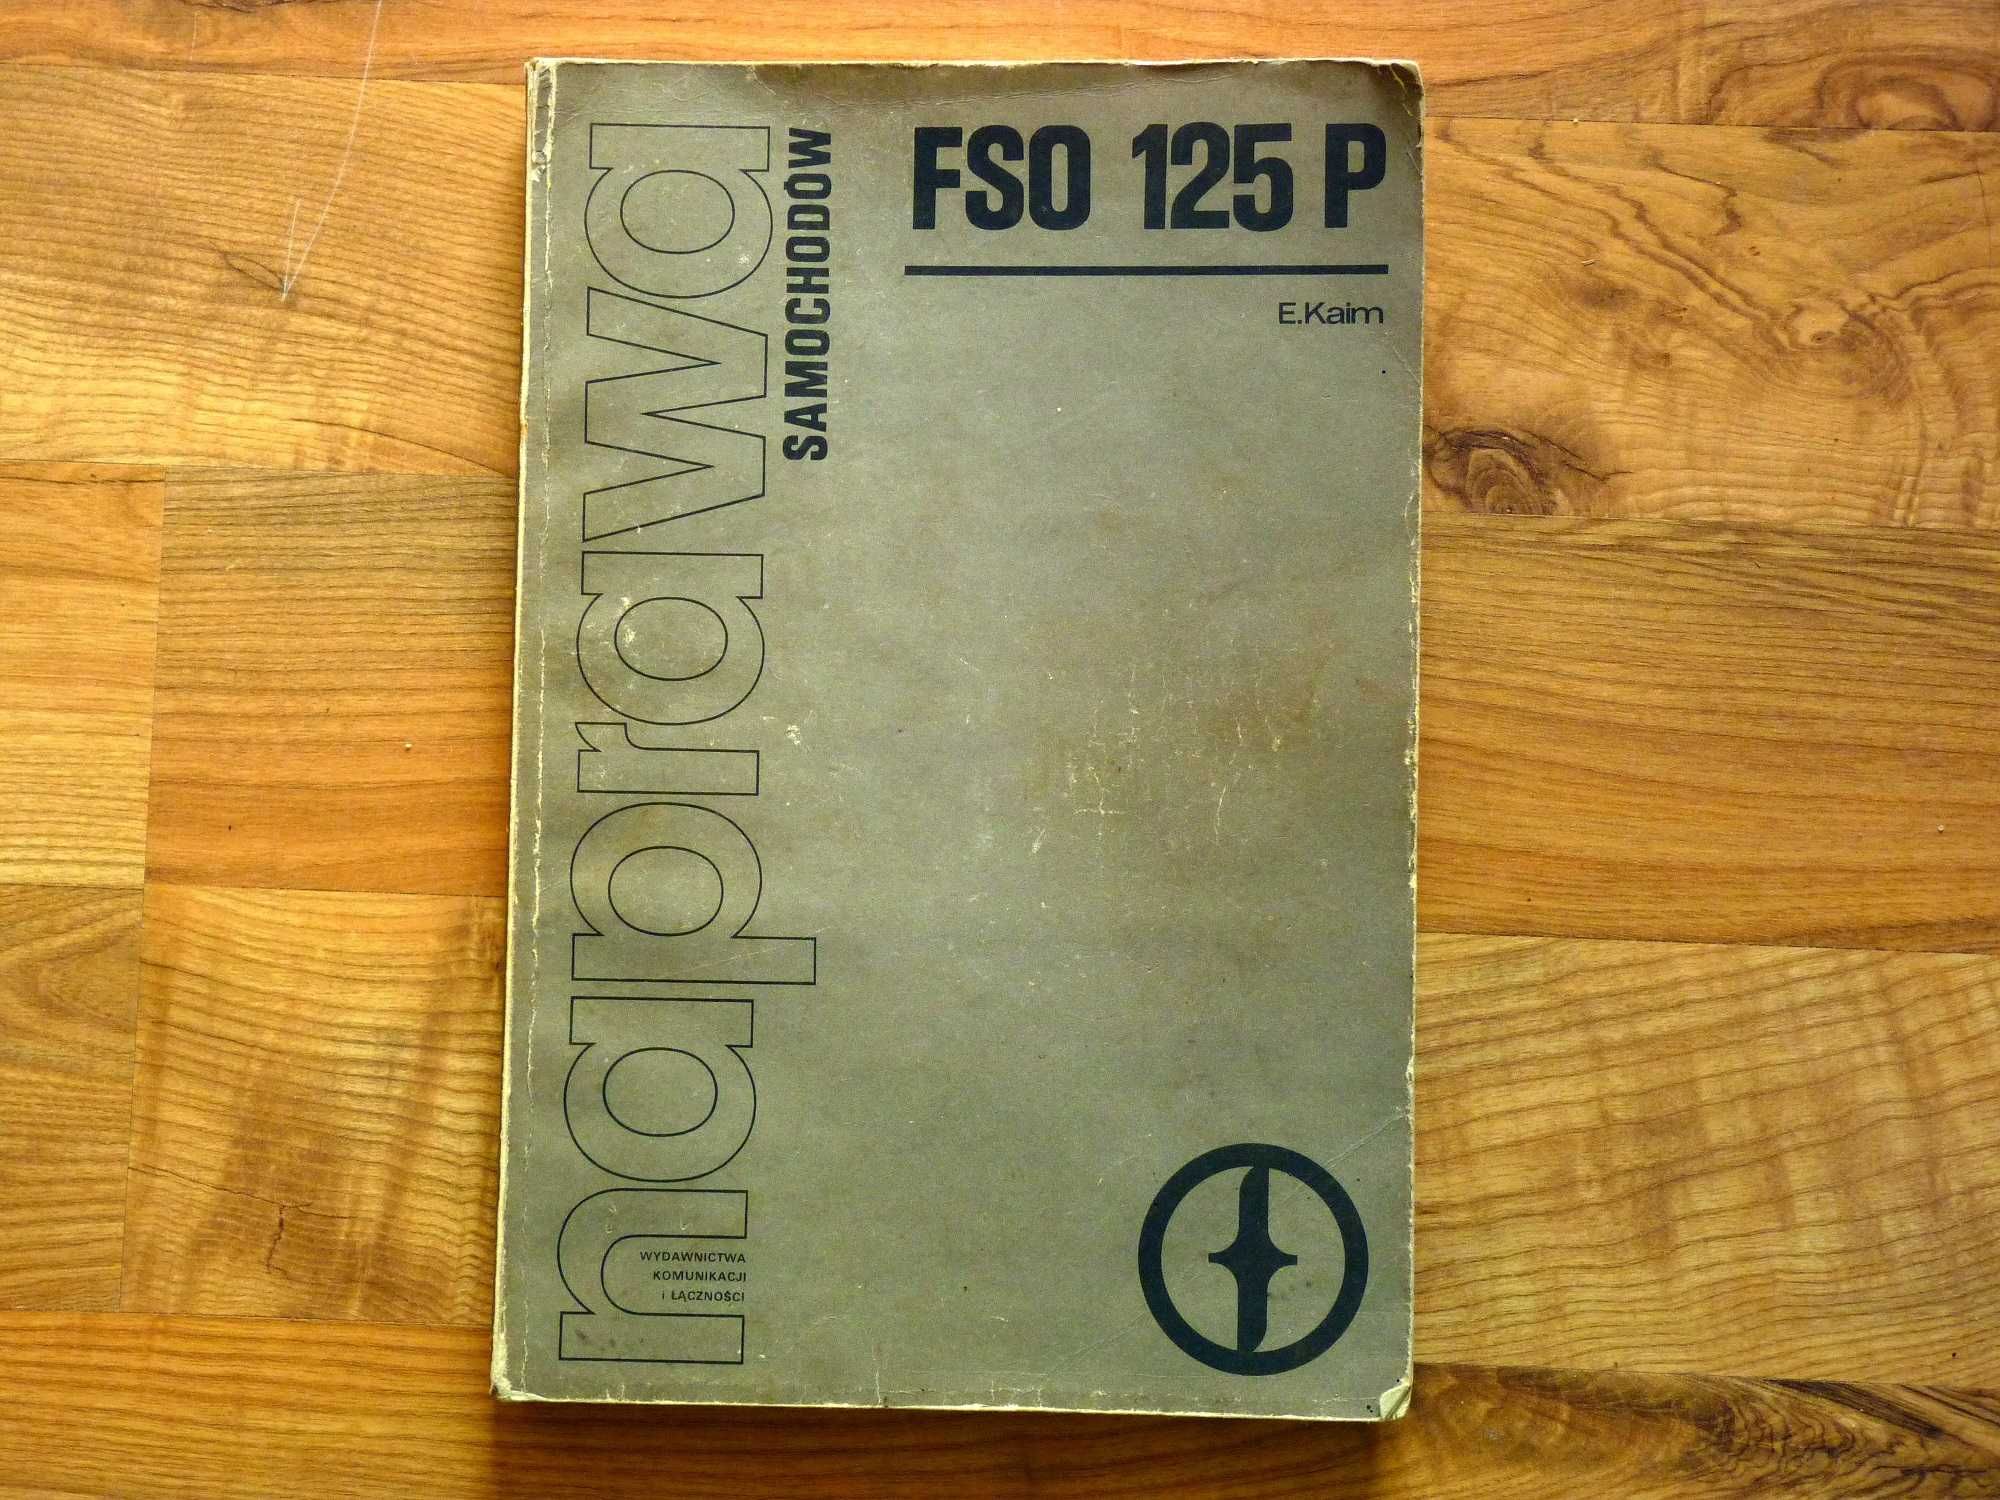 naprawa
SAMOCHODÓW
FSO 125 P
E.Kaim
WYDAWNICTWA
KOMUNIKACJI
i ŁĄCZNOŚCI